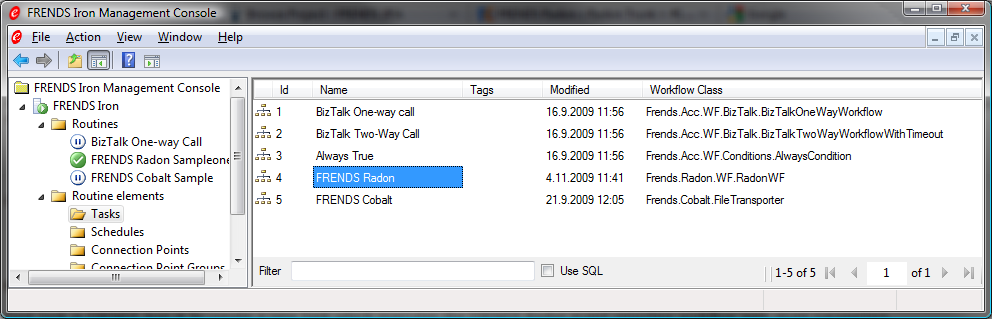 FRENDS Iron Management Console
File Action View Window Help
FRENDS Iron Management Console
FRENDS Iron
Routines
BizTalk One-way Call
FRENDS Radon Sampleone
FRENDS Cobalt Sample
Routine elements
Tasks
Schedules
Connection Points
Connection Point Groups
Id Name Tags Modified Workflow Class
1 BizTalk One-way call 16.9.2009 11:56 Frends.Acc.WF.BizTalk.BizTalkOneWayWorkflow
2 BizTalk Two-Way Call 16.9.2009 11:56 Frends.Acc.WF.BizTalk.BizTalkTwoWayWorkflowWithTimeout
3 Always True 16.9.2009 11:56 Frends.Acc.WF.Conditions.AlwaysCondition
4 FRENDS Radon 4.11.2009 11:41 Frends.Radon.WF.RadonWF
5 FRENDS Cobalt 21.9.2009 12:05 Frends.Cobalt.FileTransporter
Filter Use SQL 1-5 of 5 1 of 1